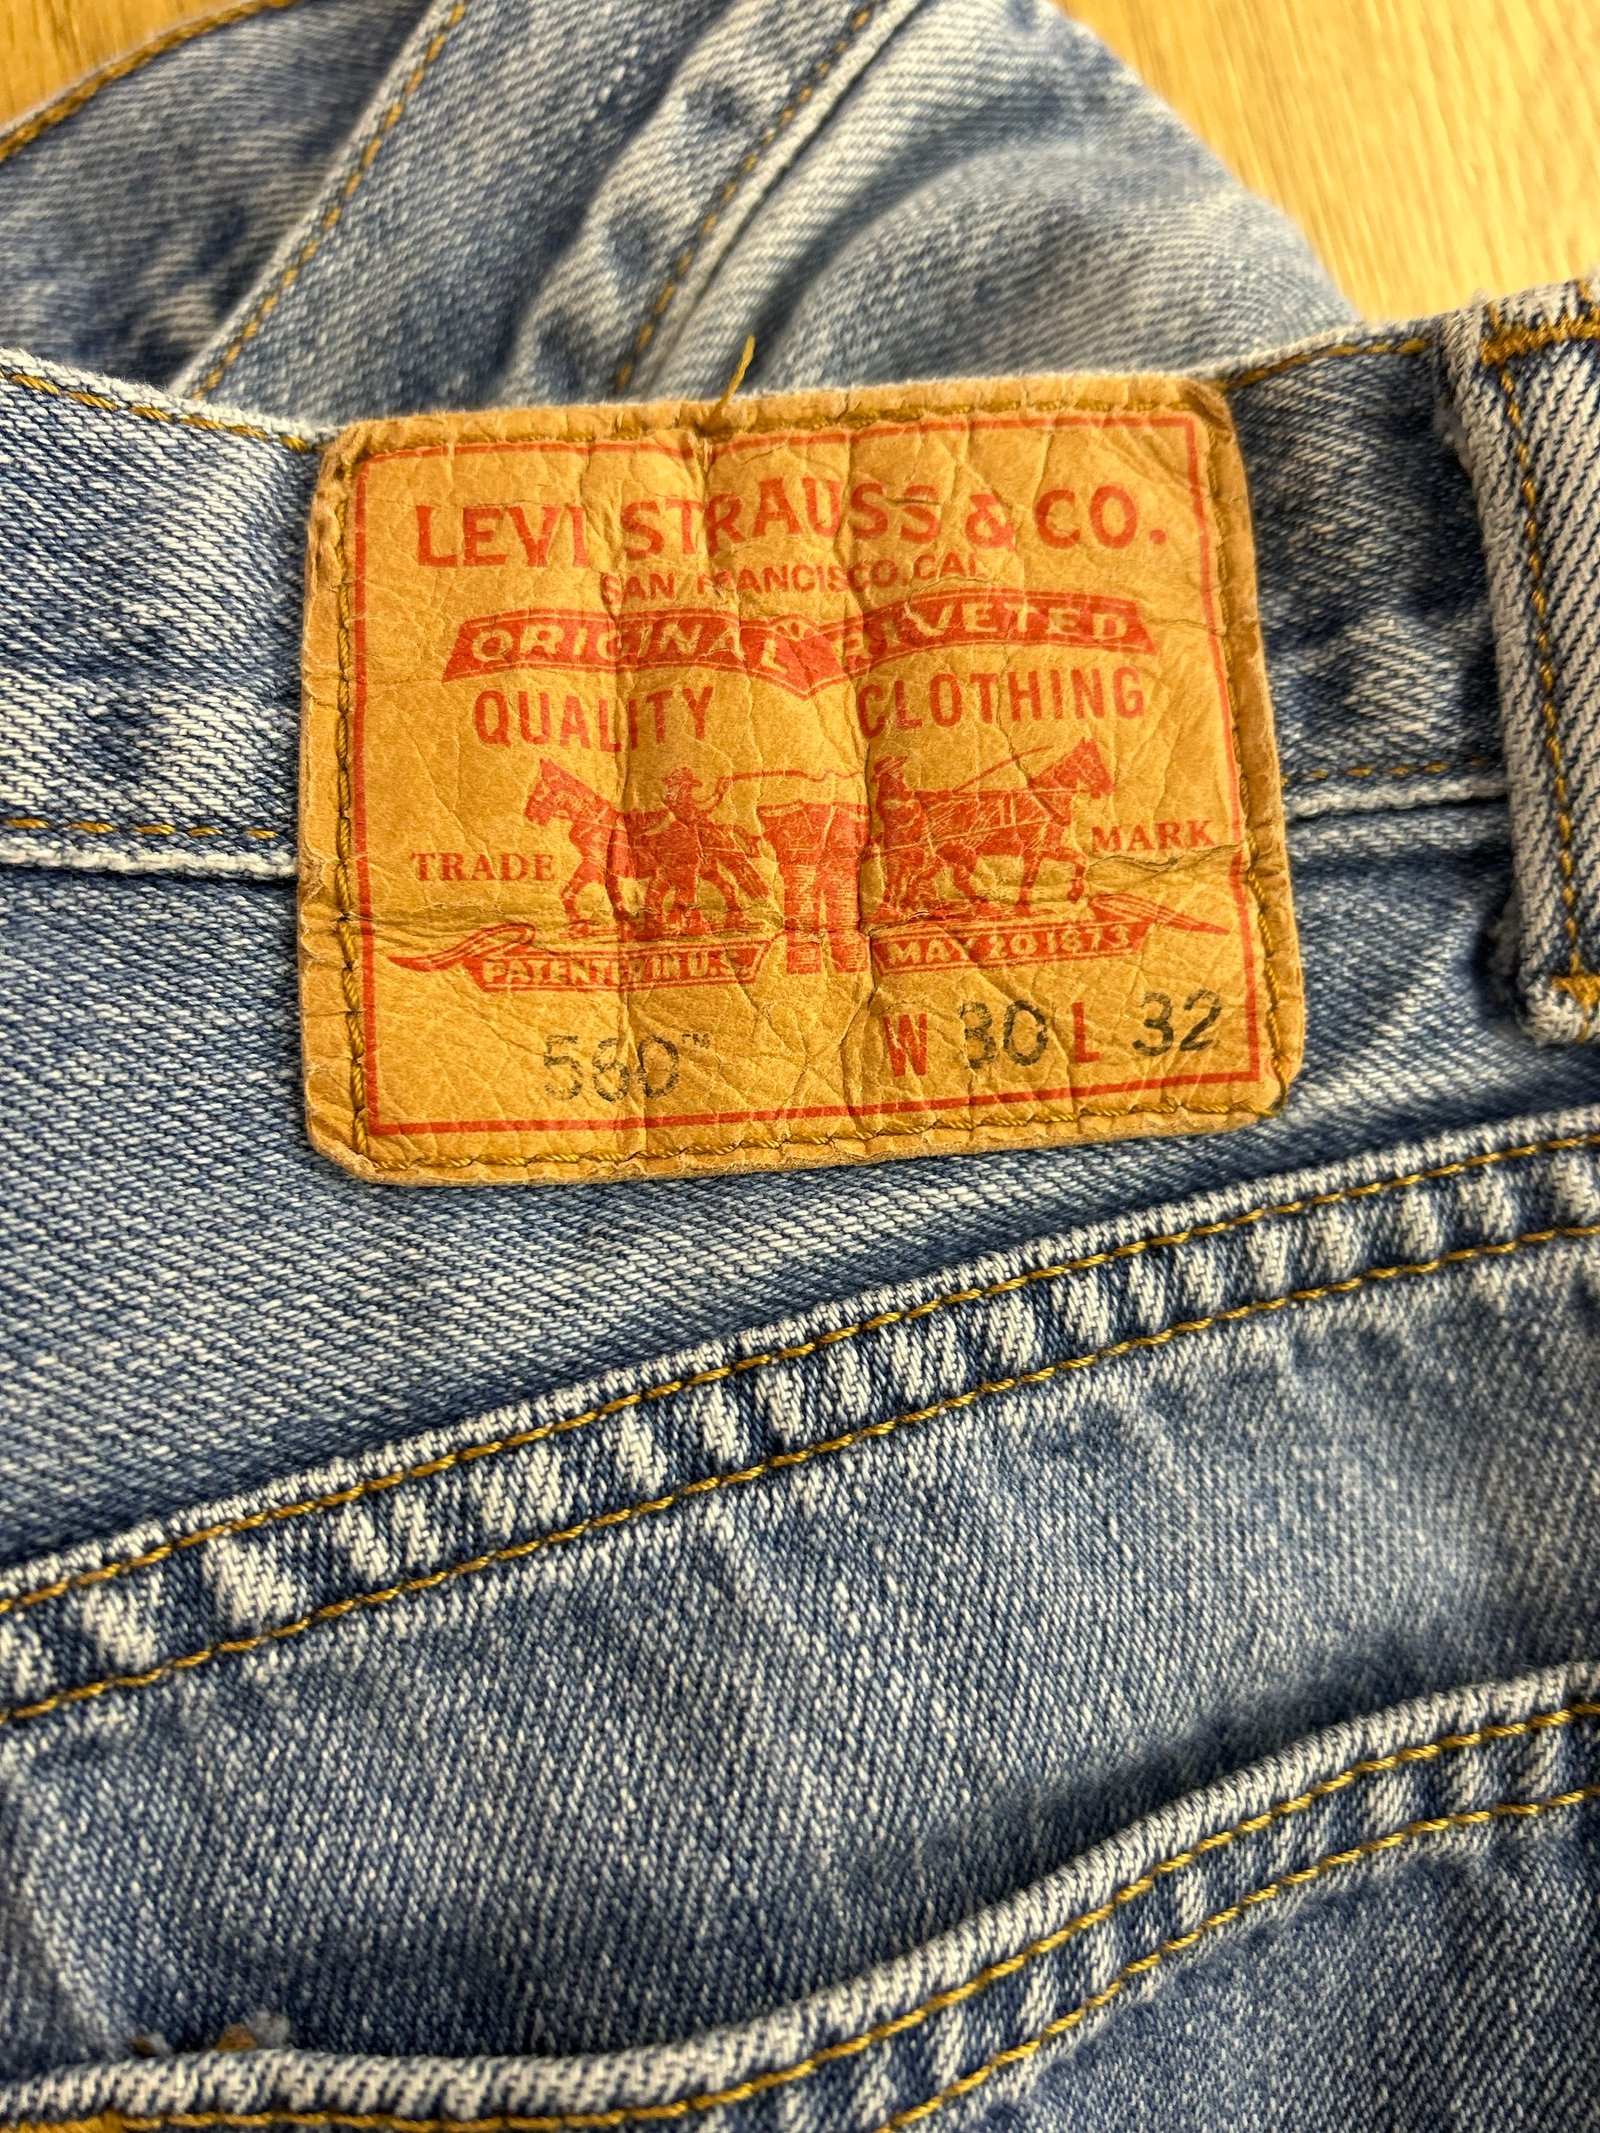 LEVI STRAUSS & CO.
SAN FRANCISCO, CAL
ORIGINAL RIVETED
QUALITY CLOTHING
TRADE MARK
PATENTED IN U.S. MAY 20 1873
560™ W 30 L 32